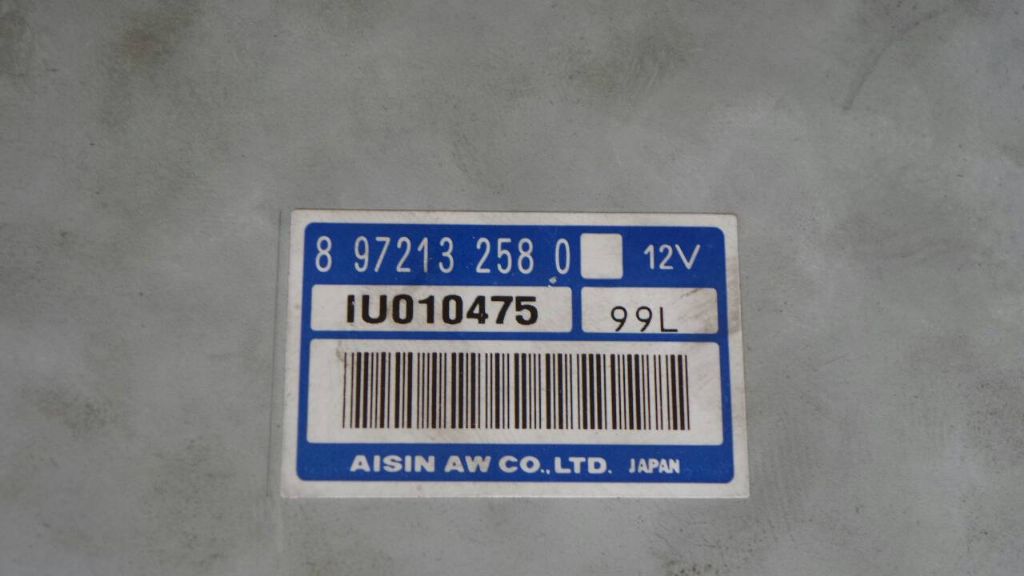 8 97213 258 0 12V
IU010475 99L
AISIN AW CO.,LTD. JAPAN